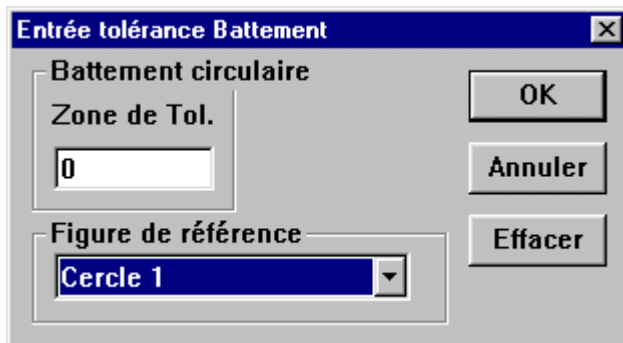 Entrée tolérance Battement
Battement circulaire
Zone de Tol.
0
Figure de référence
Cercle 1
OK
Annuler
Effacer